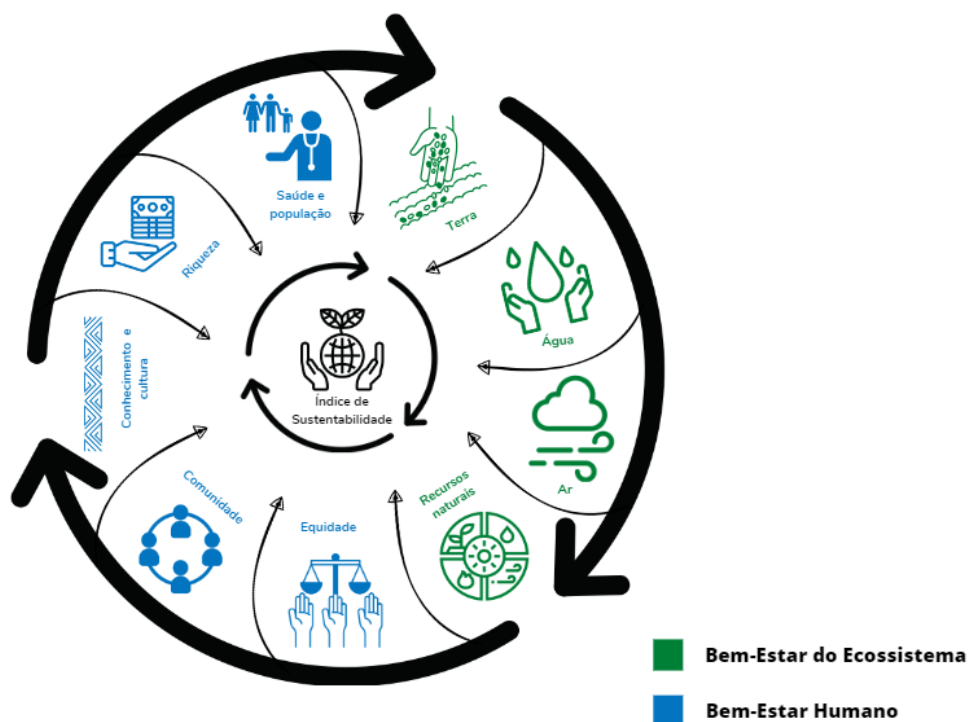 Saúde e
população
Terra
Água
Ar
Recursos
naturais
Equidade
Comunidade
Conhecimento e
cultura
Riqueza
Índice de
Sustentabilidade
Bem-Estar do Ecossistema
Bem-Estar Humano